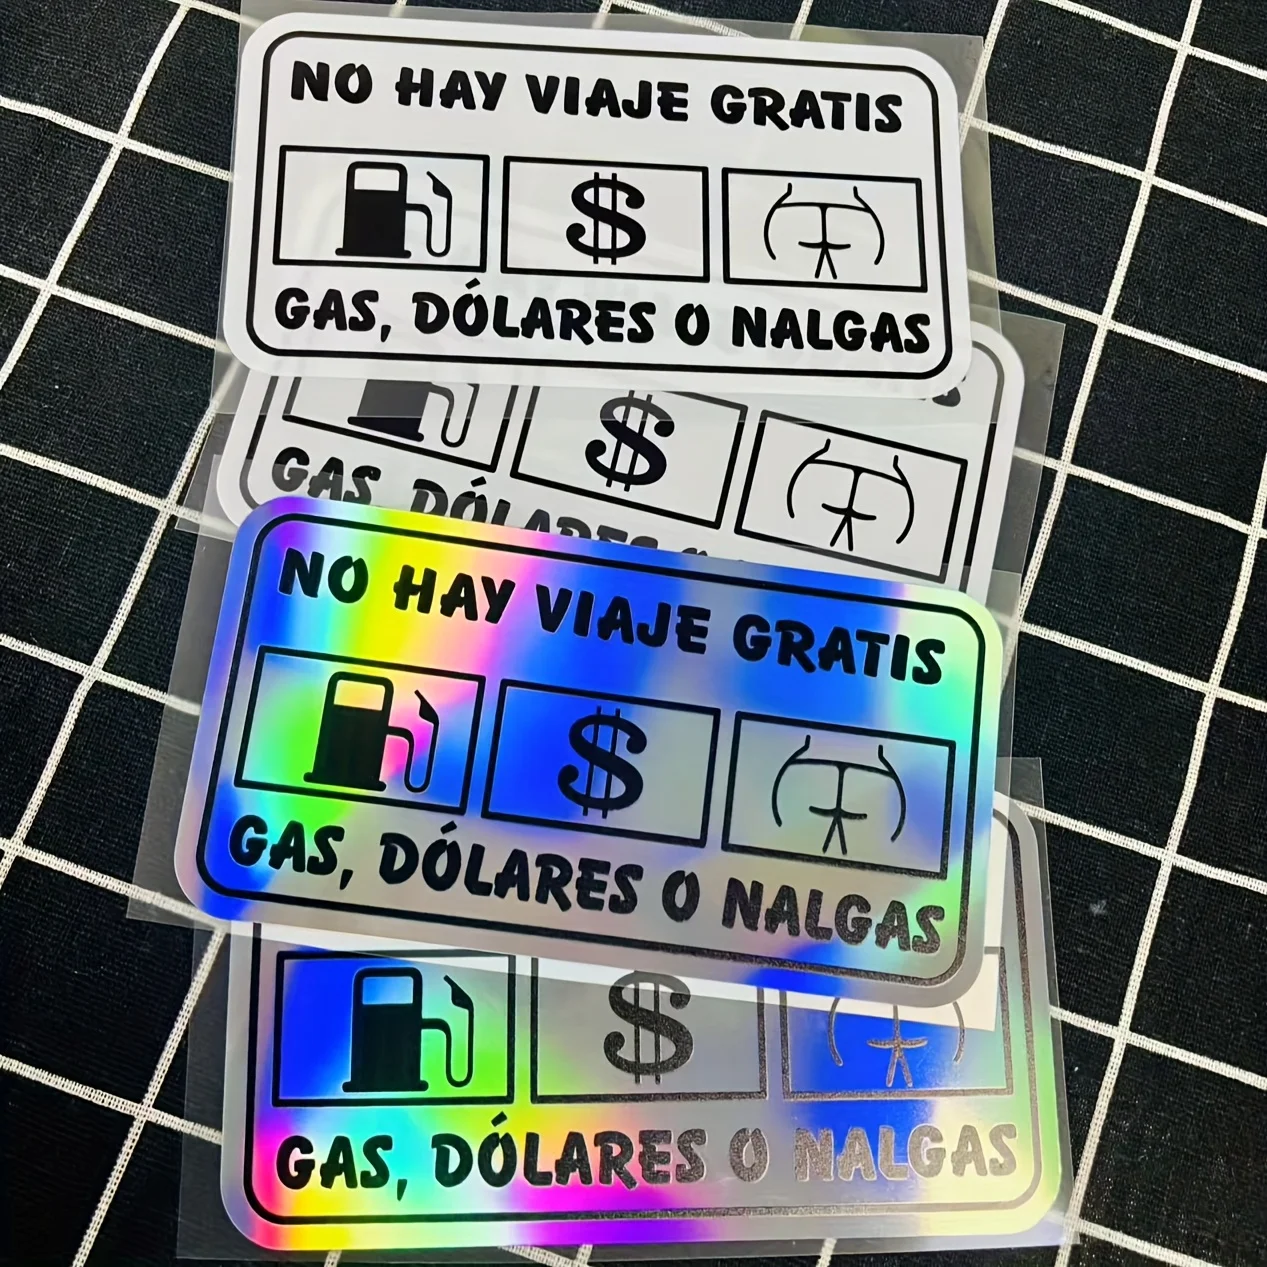 NO HAY VIAJE GRATIS
$
GAS, DÓLARES O NALGAS
$
GAS, DÓLARES O
NO HAY VIAJE GRATIS
$
GAS, DÓLARES O NALGAS
$
GAS, DÓLARES O NALGAS